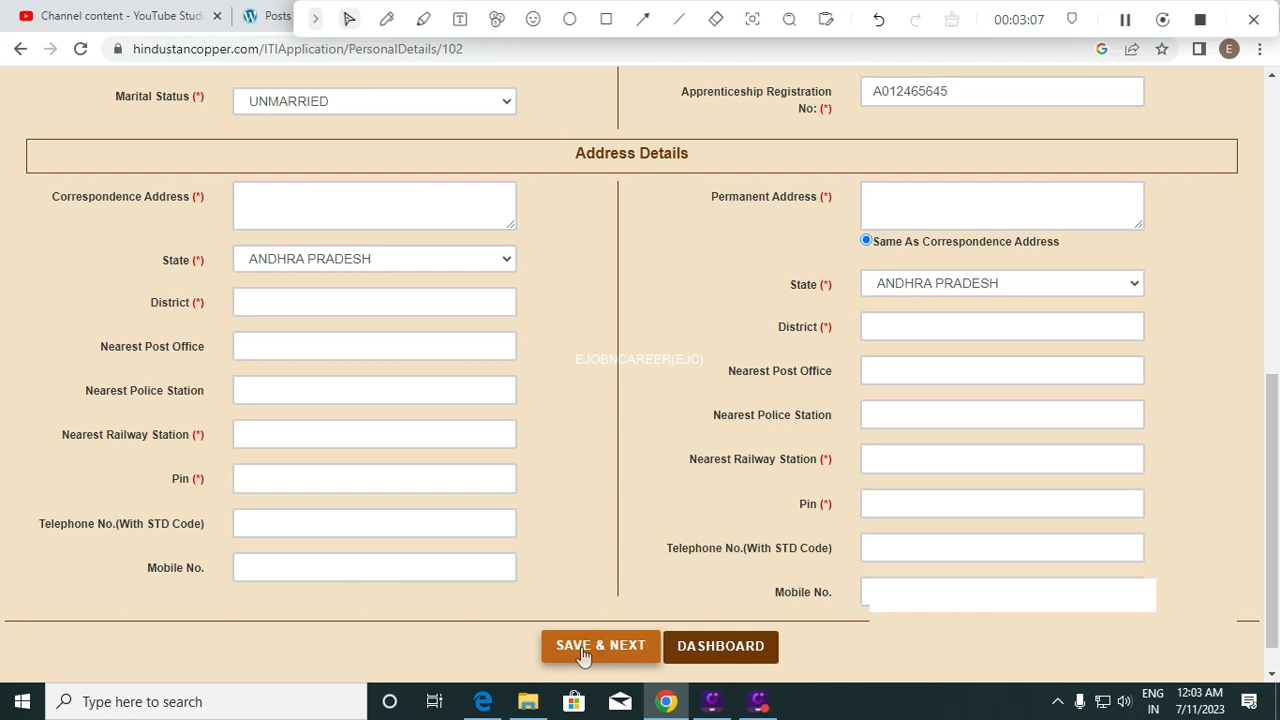 Channel content - YouTube Stud
Posts
00:03:07
hindustancopper.com/ITIApplication/PersonalDetails/102
E
Marital Status (*)
UNMARRIED
Apprenticeship Registration
No: (*)
A012465645
Address Details
Correspondence Address (*)
State (*)
ANDHRA PRADESH
District (*)
Nearest Post Office
Nearest Police Station
Nearest Railway Station (*)
Pin (*)
Telephone No.(With STD Code)
Mobile No.
Permanent Address (*)
Same As Correspondence Address
State (*)
ANDHRA PRADESH
District (*)
Nearest Post Office
Nearest Police Station
Nearest Railway Station (*)
Pin (*)
Telephone No.(With STD Code)
Mobile No.
EJOBNCAREER(EJC)
SAVE & NEXT
DASHBOARD
Type here to search
ENG
IN
12:03 AM
7/11/2023